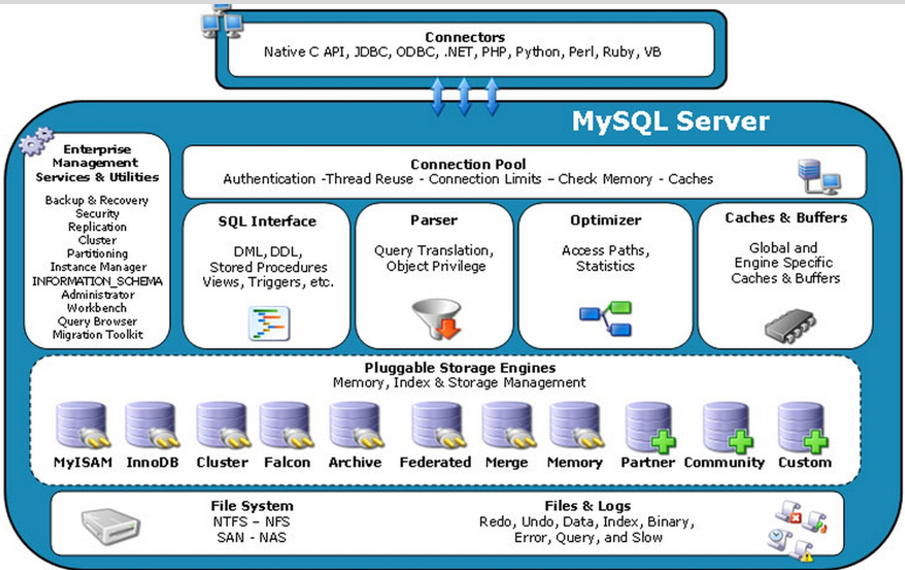 Connectors
Native C API, JDBC, ODBC, .NET, PHP, Python, Perl, Ruby, VB
MySQL Server
Enterprise
Management
Services & Utilities
Backup & Recovery
Security
Replication
Cluster
Partitioning
Instance Manager
INFORMATION_SCHEMA
Administrator
Workbench
Query Browser
Migration Toolkit
Connection Pool
Authentication -Thread Reuse - Connection Limits – Check Memory - Caches
SQL Interface
DML, DDL,
Stored Procedures
Views, Triggers, etc.
Parser
Query Translation,
Object Privilege
Optimizer
Access Paths,
Statistics
Caches & Buffers
Global and
Engine Specific
Caches & Buffers
Pluggable Storage Engines
Memory, Index & Storage Management
MyISAM InnoDB Cluster Falcon Archive Federated Merge Memory Partner Community Custom
File System
NTFS – NFS
SAN - NAS
Files & Logs
Redo, Undo, Data, Index, Binary,
Error, Query, and Slow